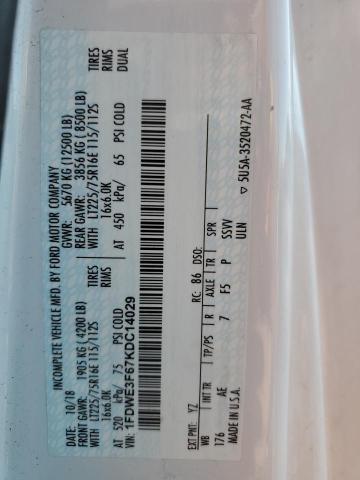 INCOMPLETE VEHICLE MFD. BY FORD MOTOR COMPANY
DATE: 10/18 GVWR: 5670 KG (12500 LB)
FRONT GAWR: 1905 KG (4200 LB) REAR GAWR: 3856 KG (8500 LB)
WITH LT225/75R16E 115/112S TIRES WITH LT225/75R16E 115/112S TIRES
16x6.0K RIMS 16x6.0K RIMS
AT 520 kPa/ 75 PSI COLD AT 450 kPa/ 65 PSI COLD DUAL
VIN: 1FDWE3F67KDC14029
EXT PNT: YZ RC: 86 DSO:
WB INT TR TP/PS R AXLE TR SPR
176 AE 7 F5 P SSVV
MADE IN U.S.A. ULN
▽ 5U5A-3520472-AA